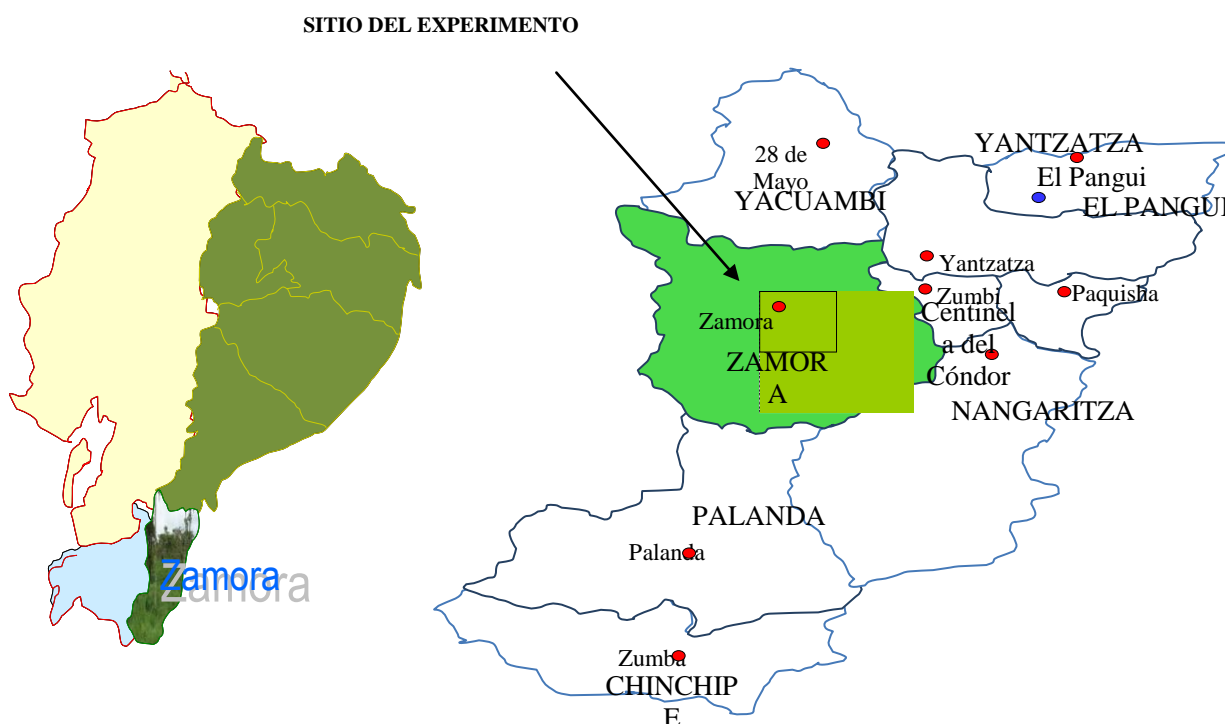 SITIO DEL EXPERIMENTO
28 de
Mayo
YACUAMBI
YANTZATZA
El Pangui
EL PANGUI
Yantzatza
Zumbi
Paquisha
Centinel
a del
Cóndor
Zamora
ZAMOR
A
NANGARITZA
PALANDA
Palanda
Zumba
CHINCHIP
E
Zamora